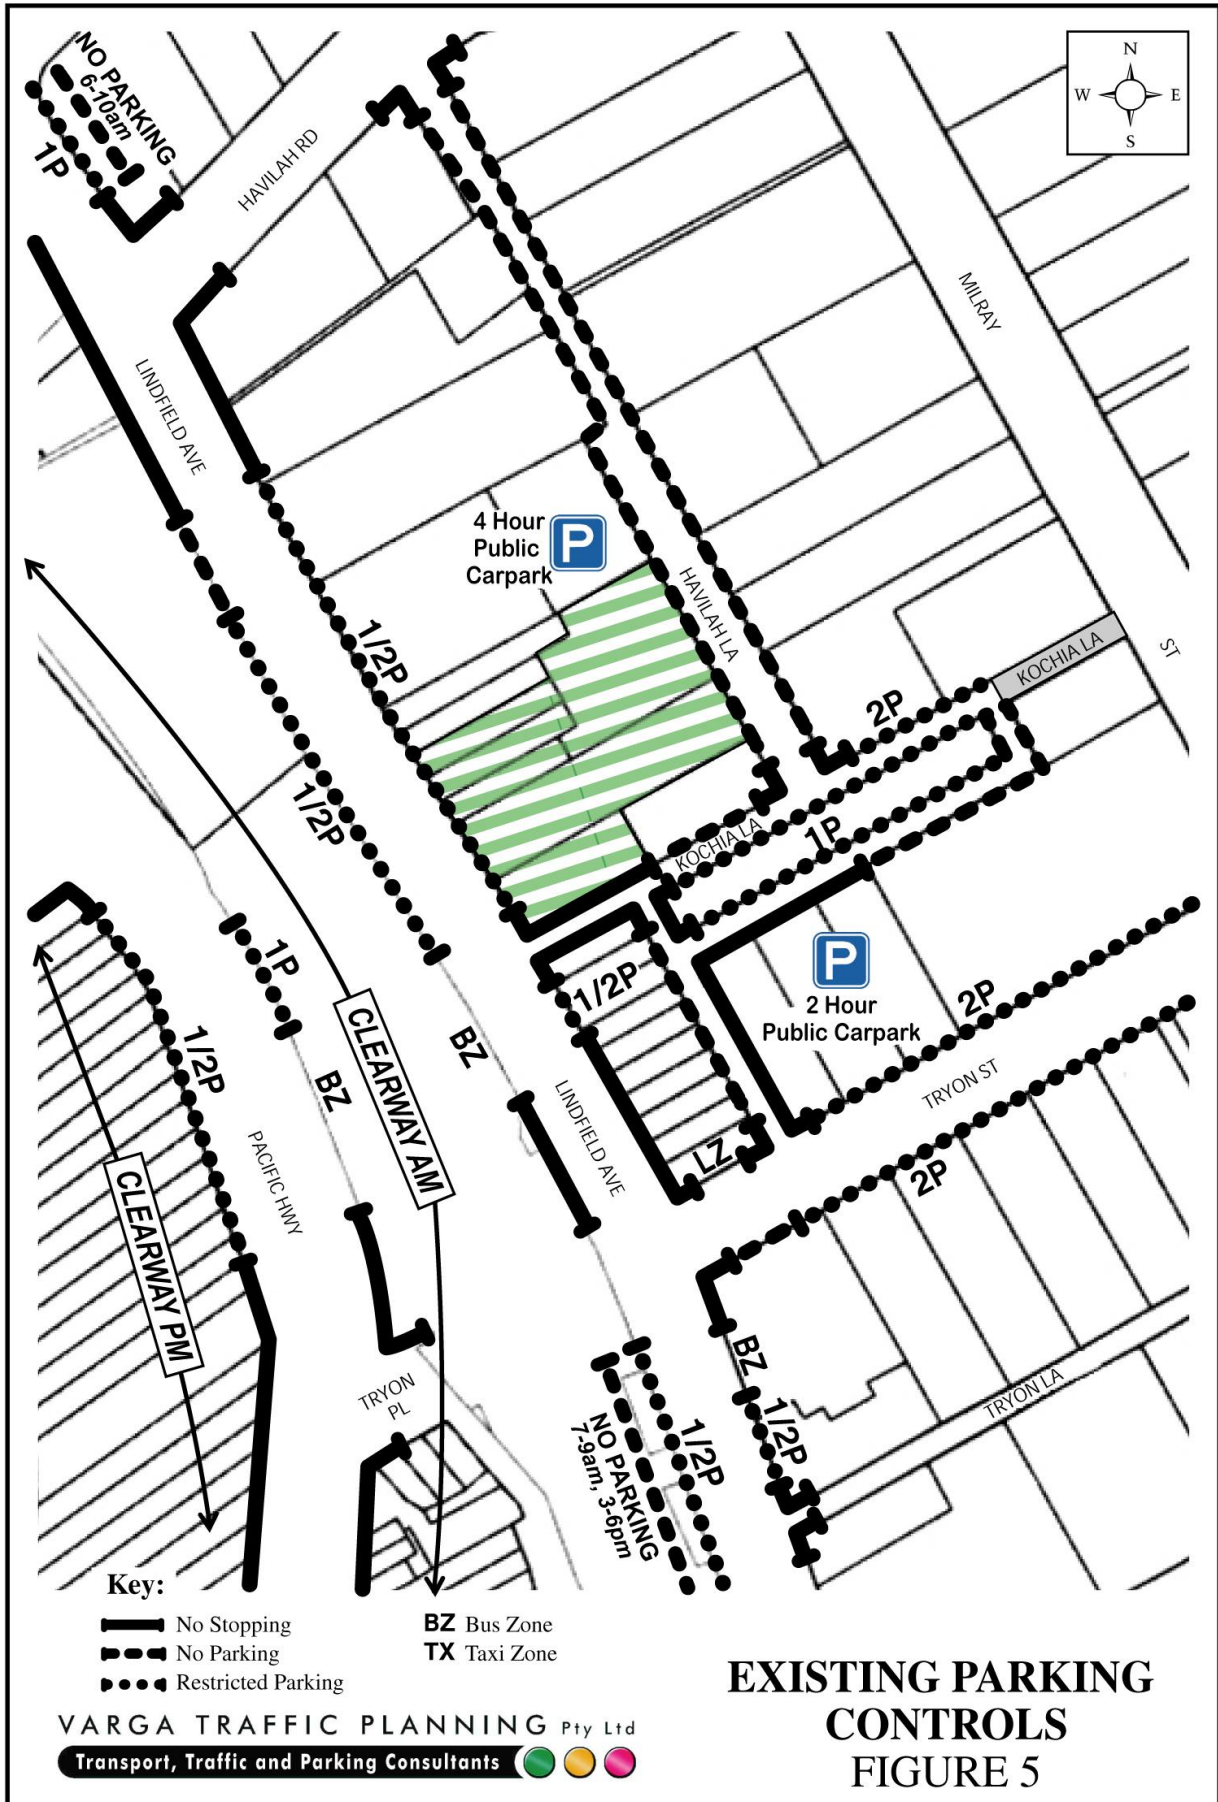 N
W E
S
NO PARKING
6-10am
1P
HAVILAH RD
MILRAY
ST
LINDFIELD AVE
4 Hour
Public
Carpark
P
HAVILAH LA
1/2P
KOCHIA LA
2P
1/2P
KOCHIA LA
1P
1P
1/2P
P
2 Hour
Public Carpark
2P
1/2P
BZ
BZ
CLEARWAY AM
LINDFIELD AVE
TRYON ST
LZ
2P
PACIFIC HWY
CLEARWAY PM
BZ
TRYON LA
TRYON
PL
1/2P
1/2P
NO PARKING
7-9am, 3-6pm
Key:
No Stopping
No Parking
Restricted Parking
BZ Bus Zone
TX Taxi Zone
VARGA TRAFFIC PLANNING Pty Ltd
Transport, Traffic and Parking Consultants
EXISTING PARKING
CONTROLS
FIGURE 5